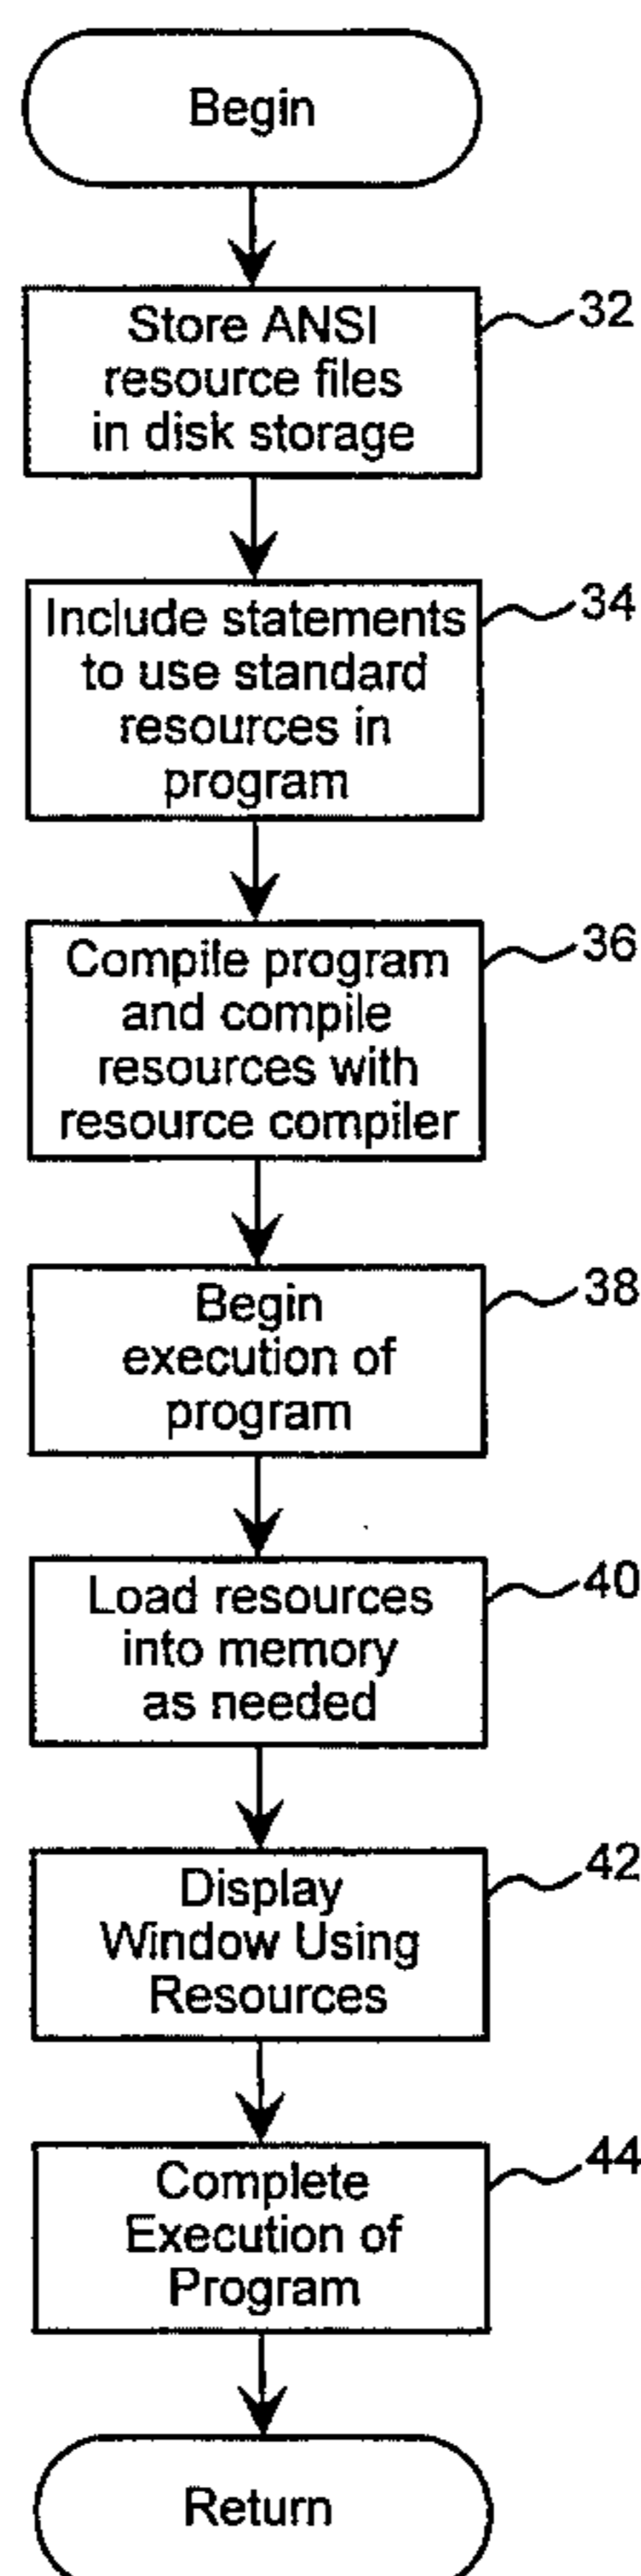 Begin
Store ANSI
resource files
in disk storage
32
Include statements
to use standard
resources in
program
34
Compile program
and compile
resources with
resource compiler
36
Begin
execution of
program
38
Load resources
into memory
as needed
40
Display
Window Using
Resources
42
Complete
Execution of
Program
44
Return